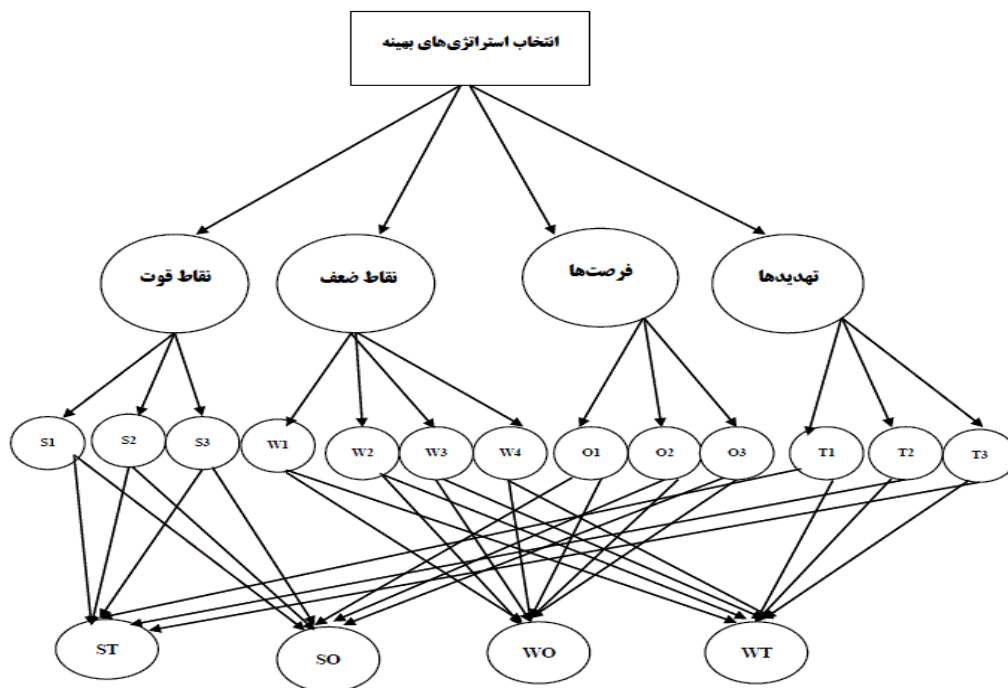 انتخاب استراتژی‌های بهینه
نقاط قوت
نقاط ضعف
فرصت‌ها
تهدیدها
S1
S2
S3
W1
W2
W3
W4
O1
O2
O3
T1
T2
T3
ST
SO
WO
WT